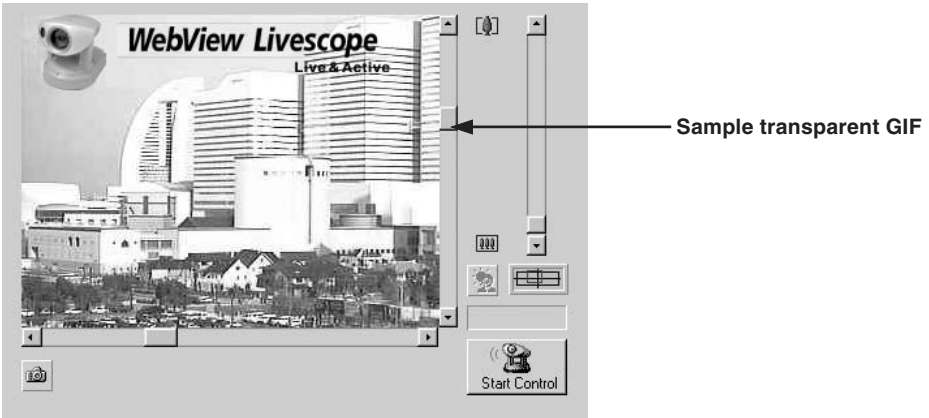 WebView Livescope
Live & Active
Sample transparent GIF
Start Control